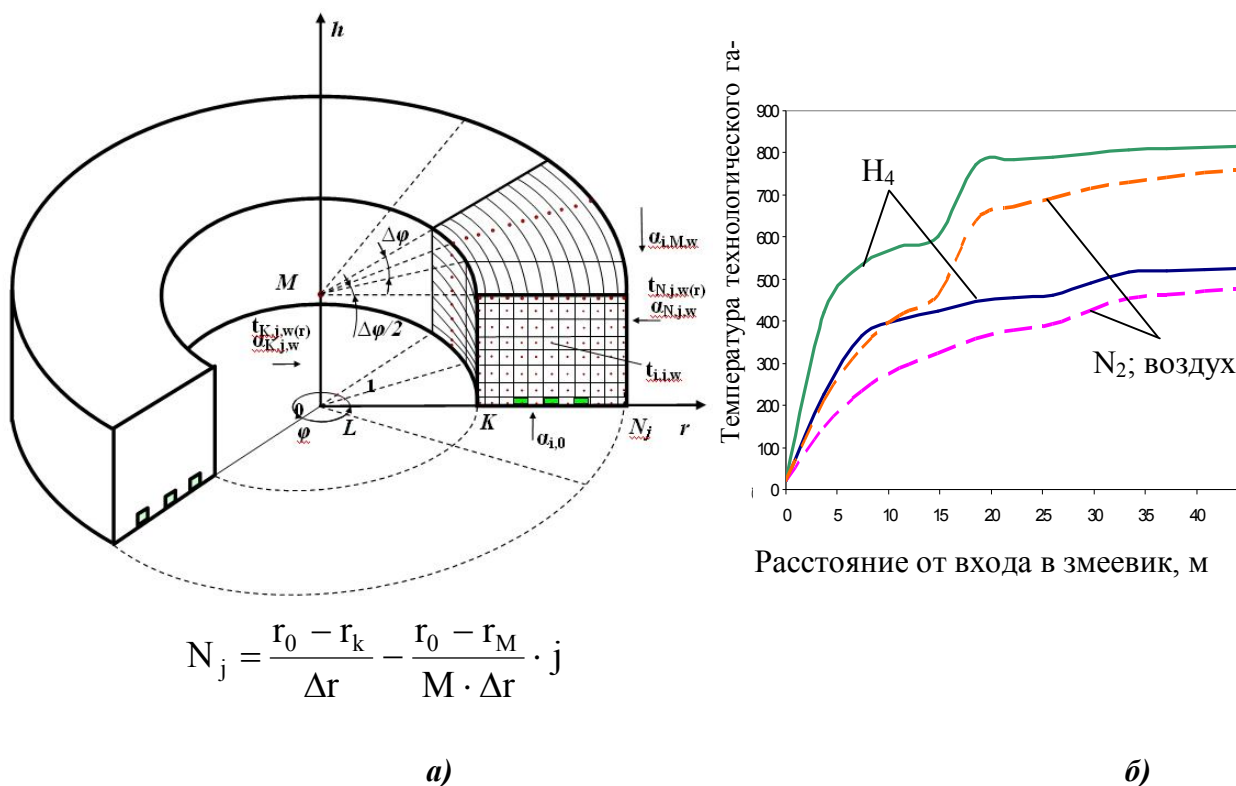 h
M
Δφ
Δφ/2
α_{i,M,w}
t_{N,j,w(r)}
α_{N,j,w}
t_{K,j,w(r)}
α_{K,j,w}
t_{i,i,w}
1
0
φ
L
K
N_j
r
α_{i,0}
N_j = \frac{r_0 − r_k}{Δr} − \frac{r_0 − r_M}{M · Δr} · j
а)
Температура технологического га-
900
800
700
600
500
400
300
200
100
0
H₄
N₂; воздух
0 5 10 15 20 25 30 35 40
Расстояние от входа в змеевик, м
б)